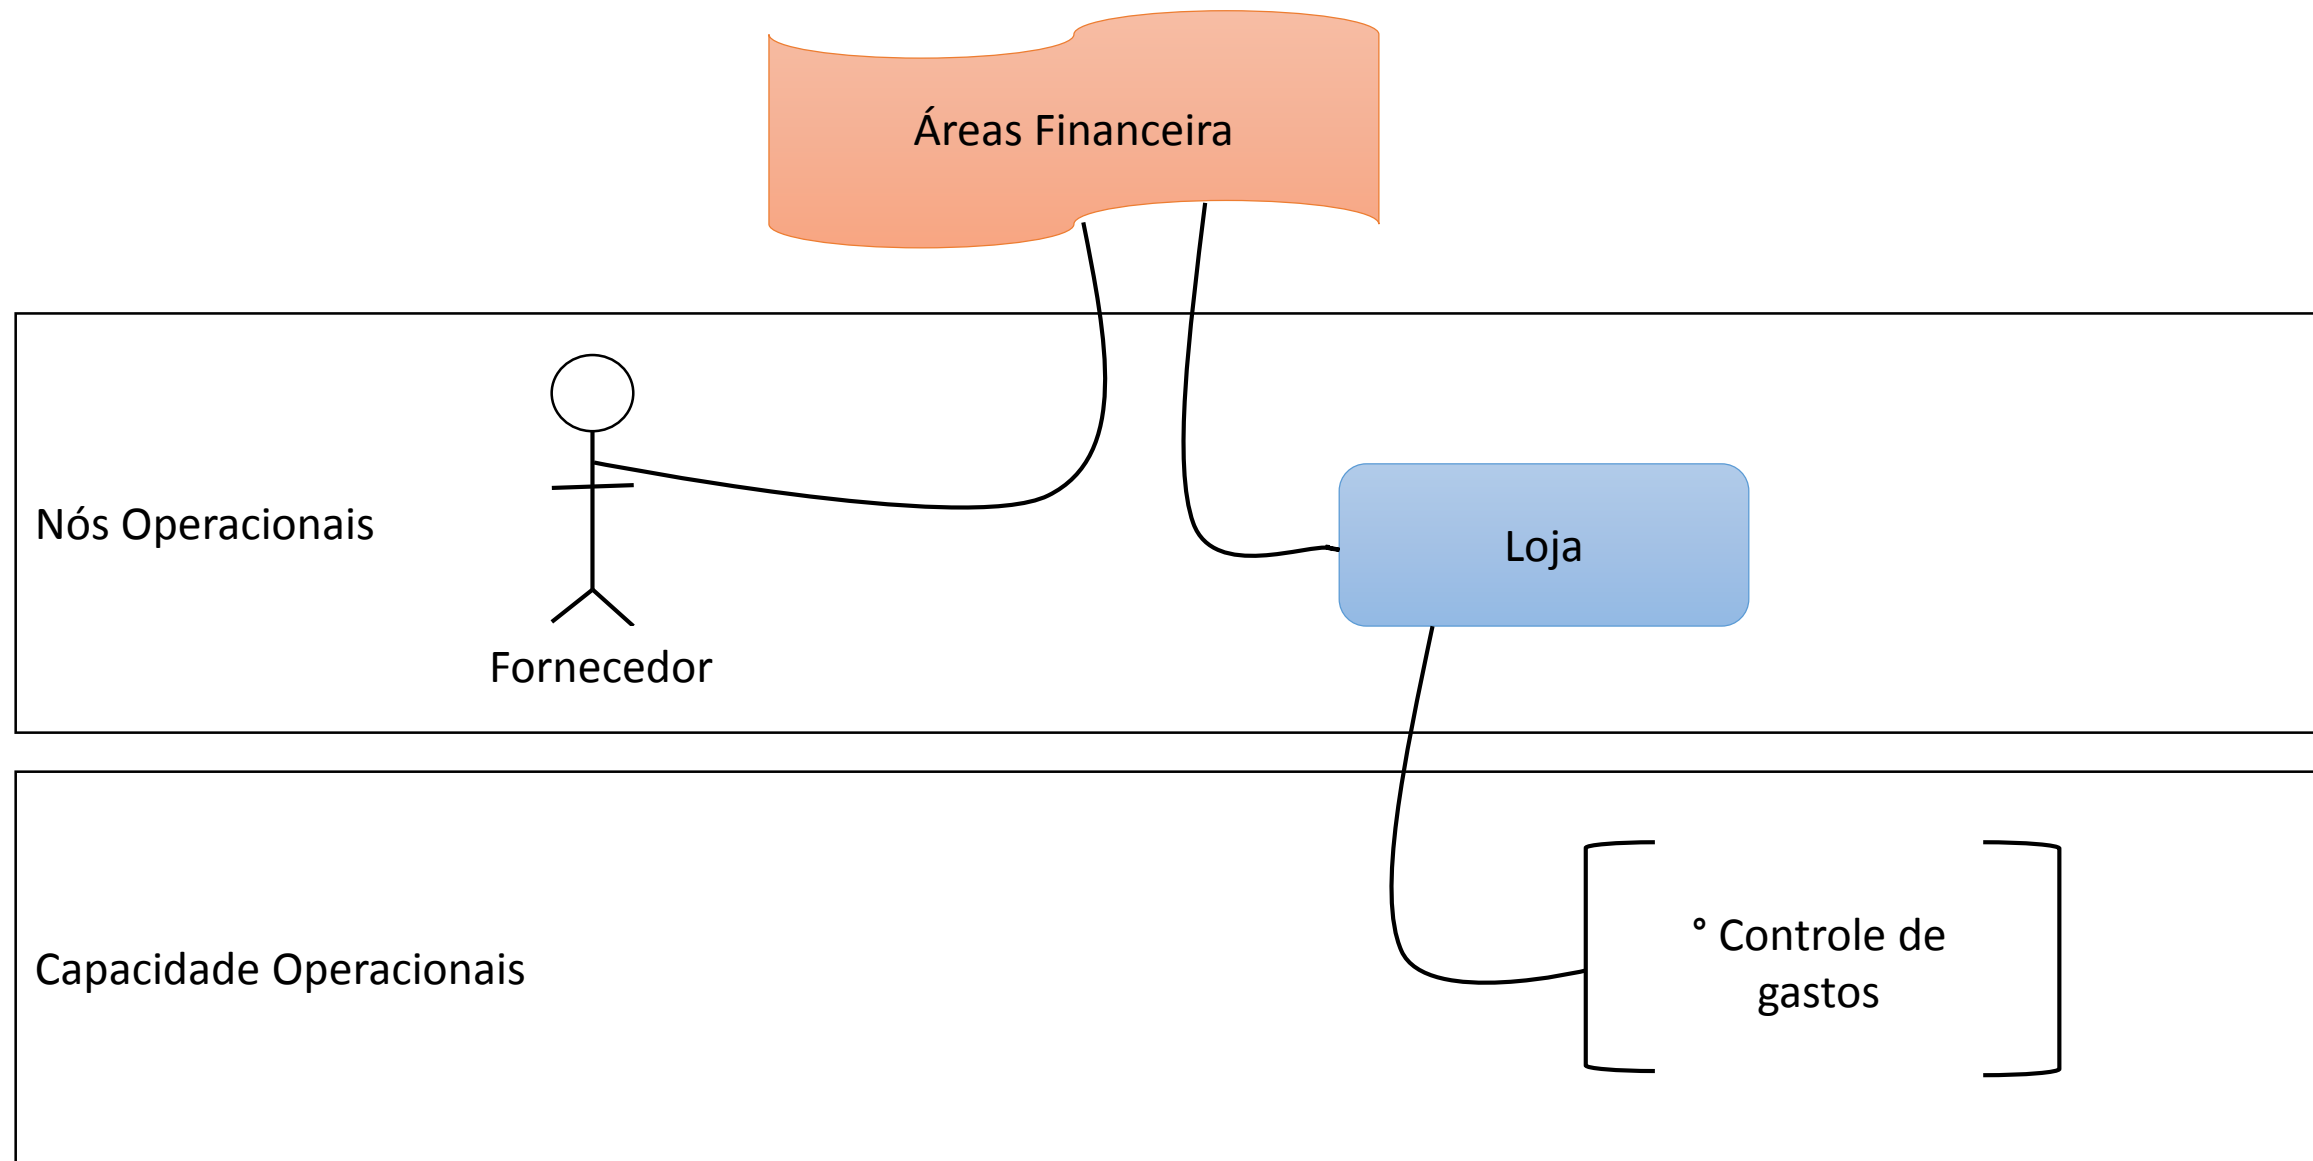 Áreas Financeira
Nós Operacionais
Loja
Fornecedor
° Controle de
gastos
Capacidade Operacionais